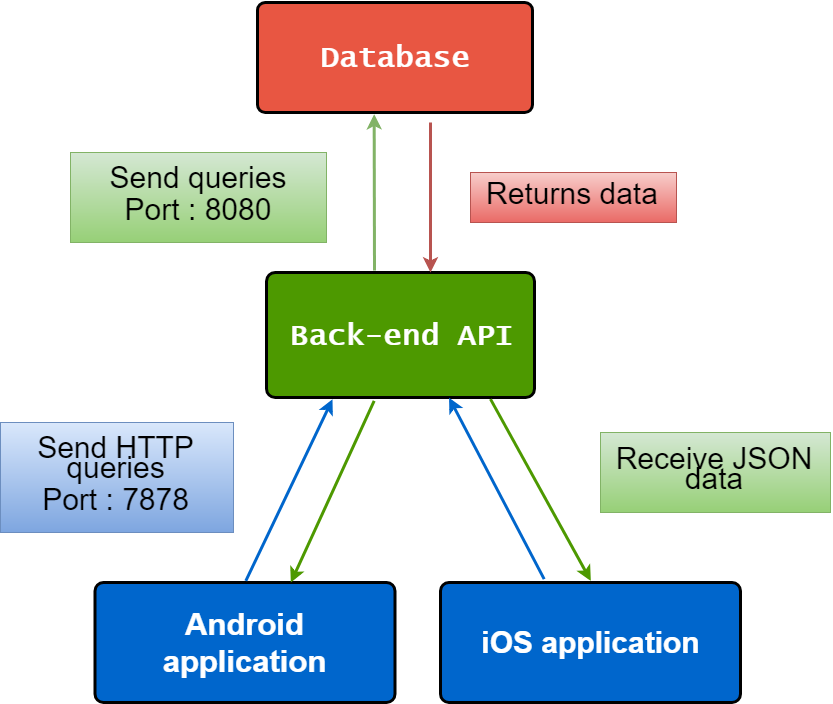 Database
Send queries
Port : 8080
Returns data
Back-end API
Send HTTP
queries
Port : 7878
Receive JSON
data
Android
application
iOS application